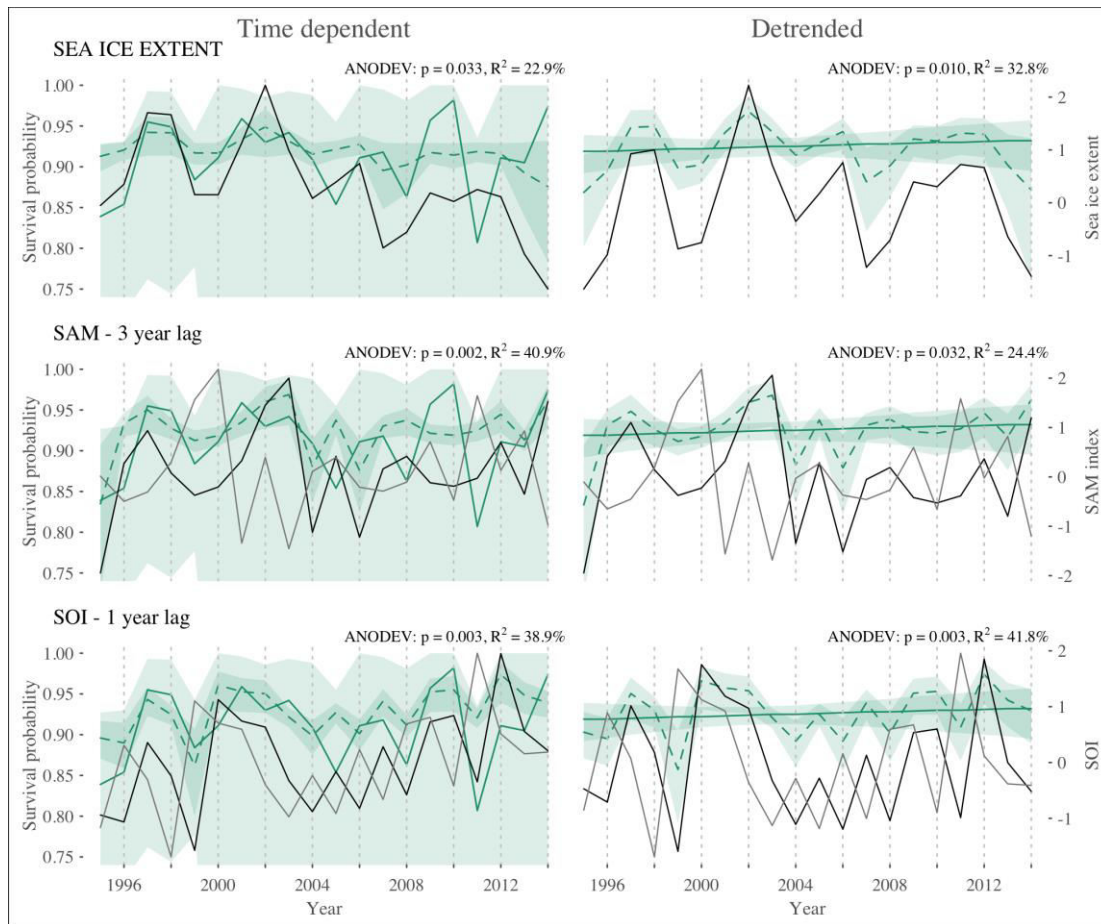 Time dependent
Detrended
SEA ICE EXTENT
ANODEV: p = 0.033, R² = 22.9%
ANODEV: p = 0.010, R² = 32.8%
1.00
0.95
0.90
0.85
0.80
0.75
Survival probability
2
1
0
-1
Sea ice extent
SAM - 3 year lag
ANODEV: p = 0.002, R² = 40.9%
ANODEV: p = 0.032, R² = 24.4%
1.00
0.95
0.90
0.85
0.80
0.75
Survival probability
2
1
0
-1
-2
SAM index
SOI - 1 year lag
ANODEV: p = 0.003, R² = 38.9%
ANODEV: p = 0.003, R² = 41.8%
1.00
0.95
0.90
0.85
0.80
0.75
Survival probability
2
1
0
-1
SOI
1996 2000 2004 2008 2012
1996 2000 2004 2008 2012
Year
Year